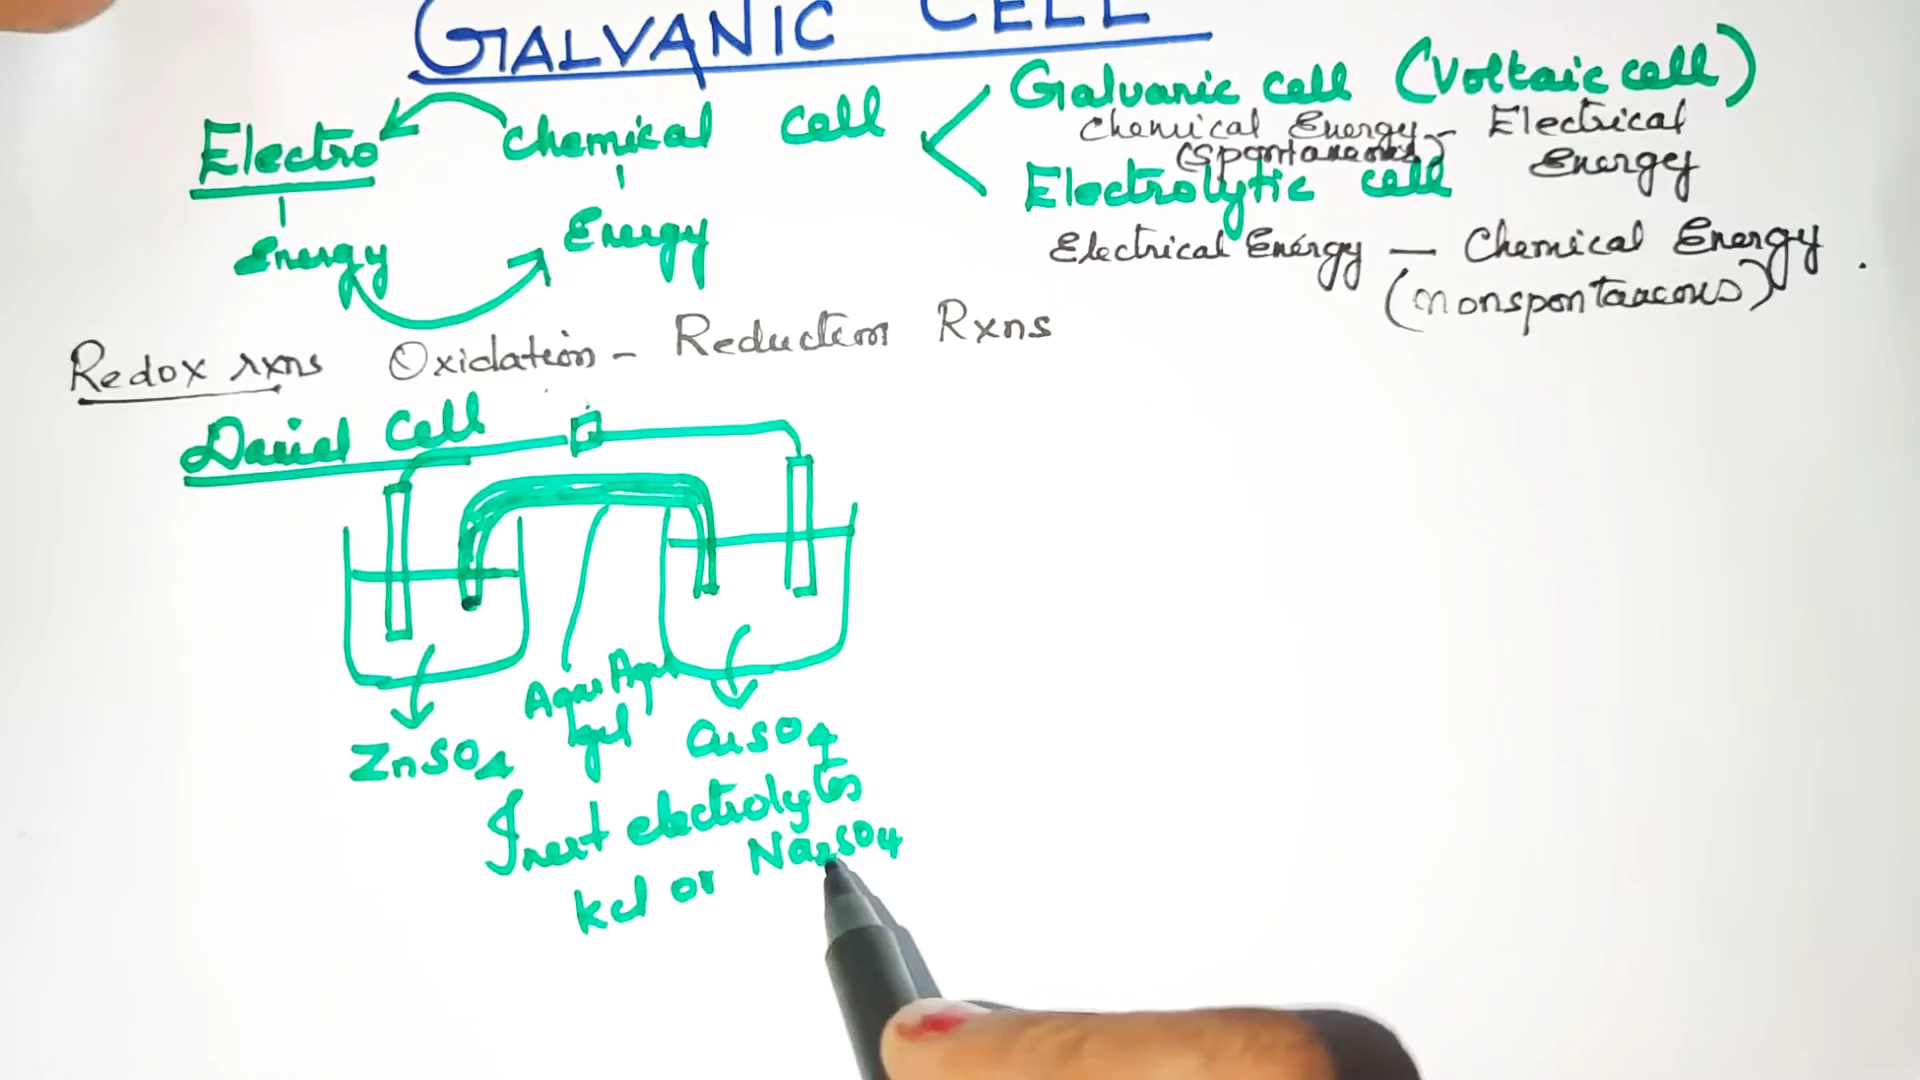 GALVANIC CELL
Electro chemical cell
Energy Energy
Galvanic cell (Voltaic cell)
Chemical Energy - Electrical Energy
(Spontaneous)
Electrolytic cell
Electrical Energy — Chemical Energy.
(nonspontaneous)
Redox rxns Oxidation - Reduction Rxns
Daniel Cell
ZnSO4
Agar Agar
gel
CuSO4
Inert electrolytes
kcl or Na2SO4